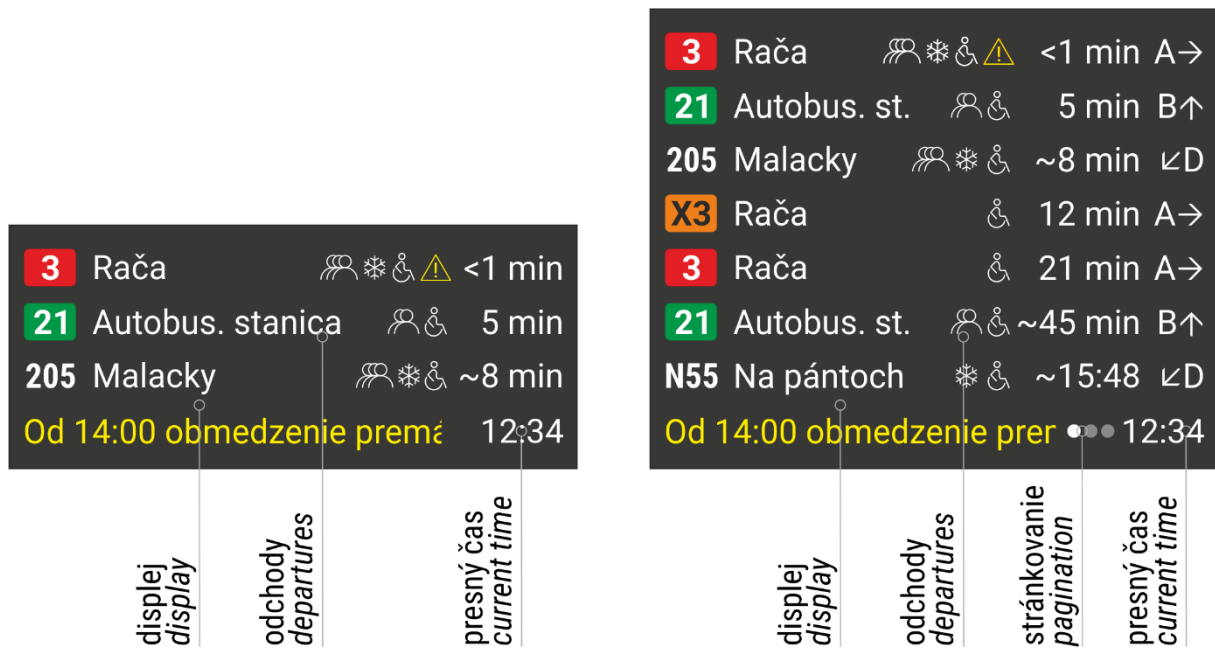 3 Rača <1 min
21 Autobus. stanica 5 min
205 Malacky ~8 min
Od 14:00 obmedzenie premá 12:34
displej
display
odchody
departures
presný čas
current time
3 Rača <1 min A→
21 Autobus. st. 5 min B↑
205 Malacky ~8 min ↙D
X3 Rača 12 min A→
3 Rača 21 min A→
21 Autobus. st. ~45 min B↑
N55 Na pántoch ~15:48 ↙D
Od 14:00 obmedzenie prer 12:34
displej
display
odchody
departures
stránkovanie
pagination
presný čas
current time